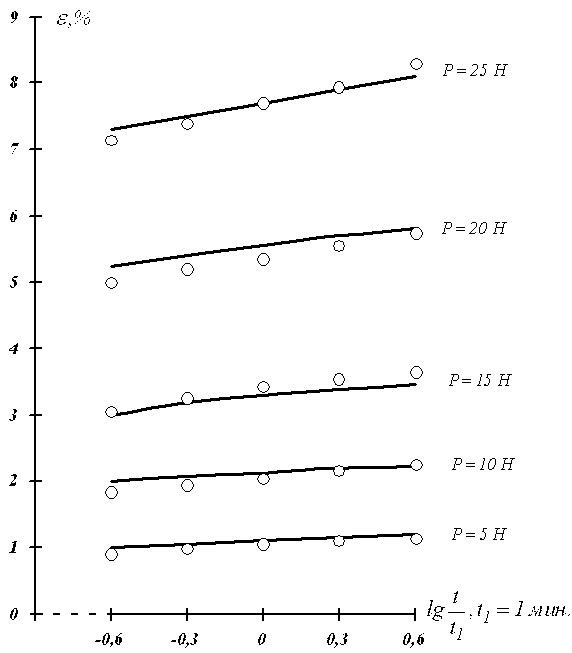 9
ε,%
P = 25 H
8
7
6
P = 20 H
5
4
P = 15 H
3
P = 10 H
2
P = 5 H
1
0
lg t/t1, t1 = 1 мин.
-0,6 -0,3 0 0,3 0,6